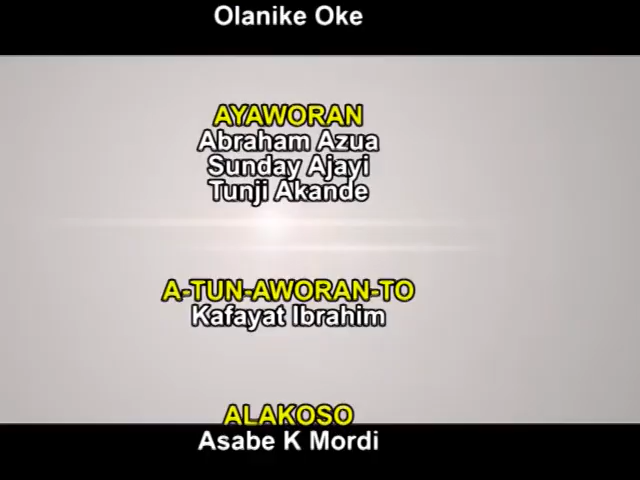 Olanike Oke
AYAWORAN
Abraham Azua
Sunday Ajayi
Tunji Akande
A-TUN-AWORAN-TO
Kafayat Ibrahim
ALAKOSO
Asabe K Mordi